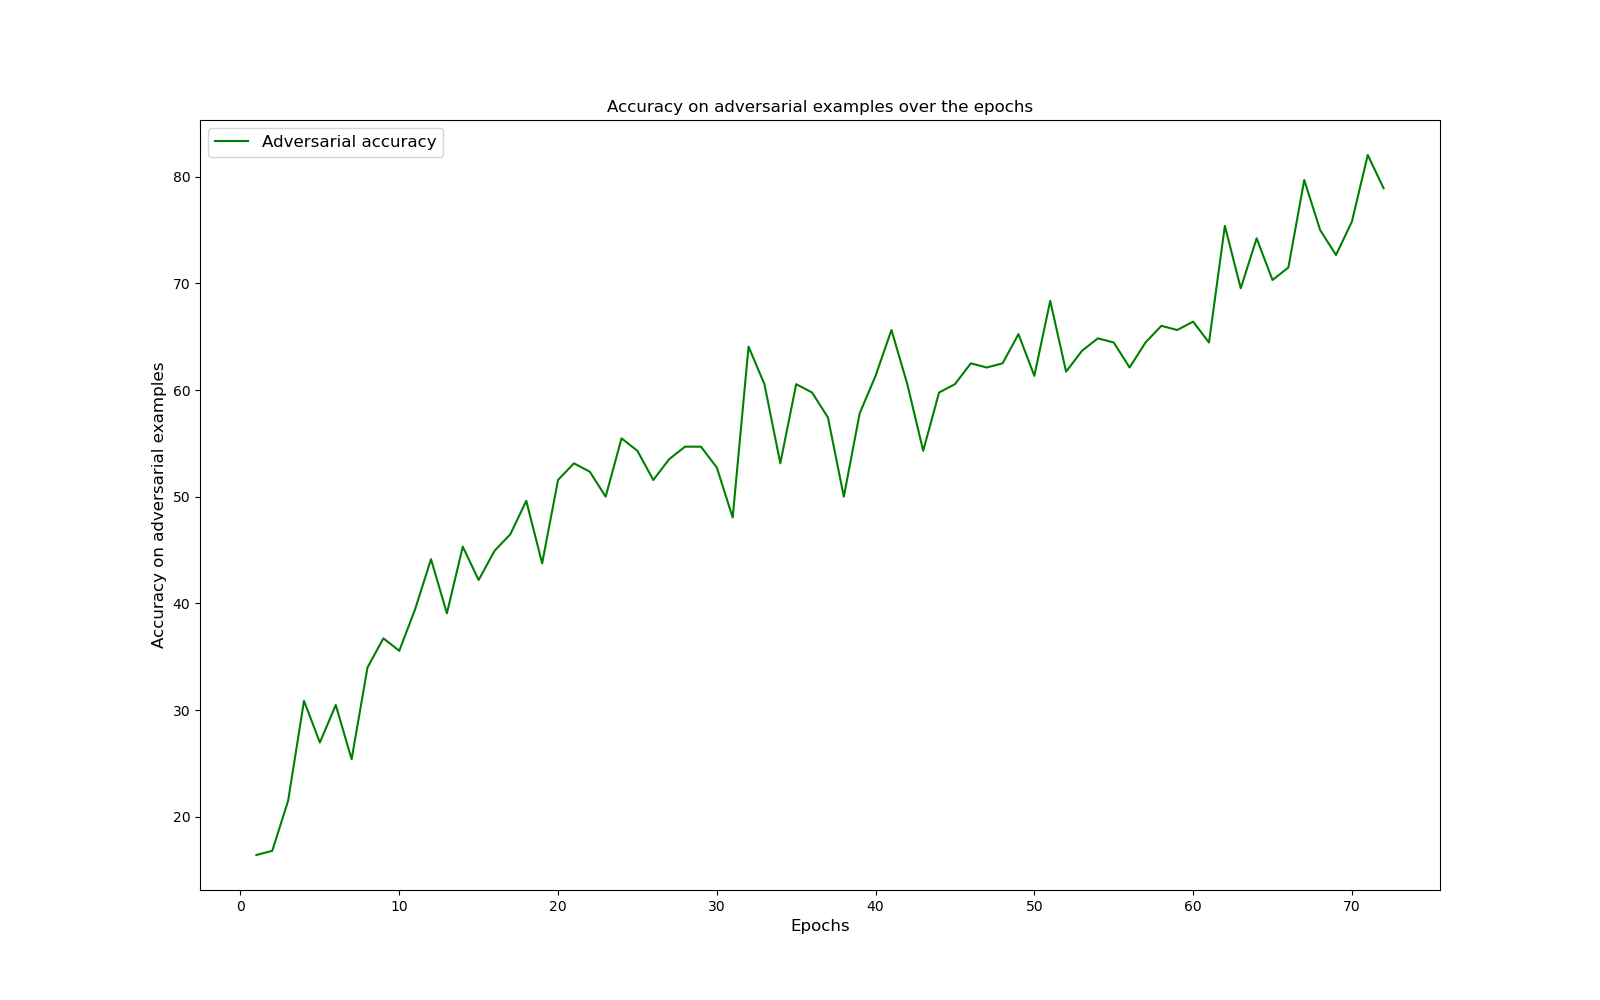 Accuracy on adversarial examples over the epochs
Adversarial accuracy
Accuracy on adversarial examples
80
70
60
50
40
30
20
0 10 20 30 40 50 60 70
Epochs